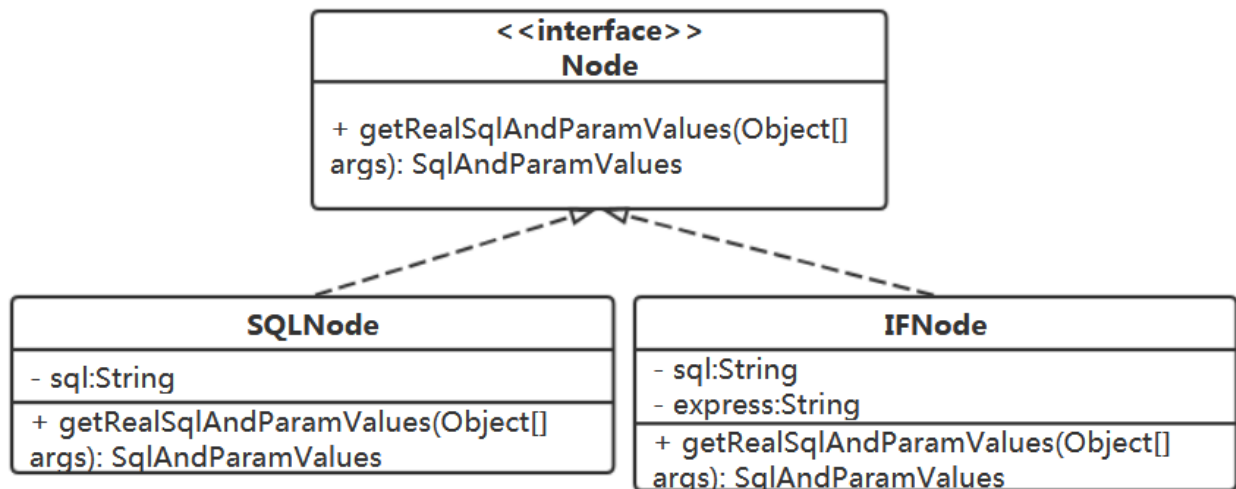 <<interface>>
Node
+ getRealSqlAndParamValues(Object[]
args): SqlAndParamValues
SQLNode
- sql:String
+ getRealSqlAndParamValues(Object[]
args): SqlAndParamValues
IFNode
- sql:String
- express:String
+ getRealSqlAndParamValues(Object[]
args): SqlAndParamValues